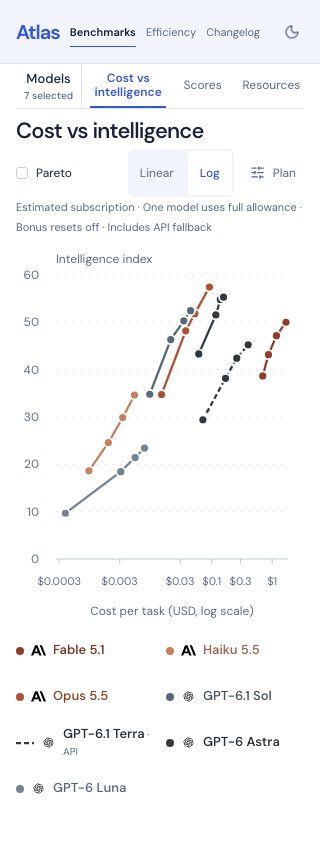 Atlas Benchmarks Efficiency Changelog
Models
7 selected
Cost vs
intelligence
Scores
Resources
Cost vs intelligence
Pareto
Linear
Log
Plan
Estimated subscription · One model uses full allowance ·
Bonus resets off · Includes API fallback
Intelligence index
60
50
40
30
20
10
0
$0.0003 $0.003 $0.03 $0.1 $0.3 $1
Cost per task (USD, log scale)
Fable 5.1
Haiku 5.5
Opus 5.5
GPT-6.1 Sol
GPT-6.1 Terra ·
API
GPT-6 Astra
GPT-6 Luna